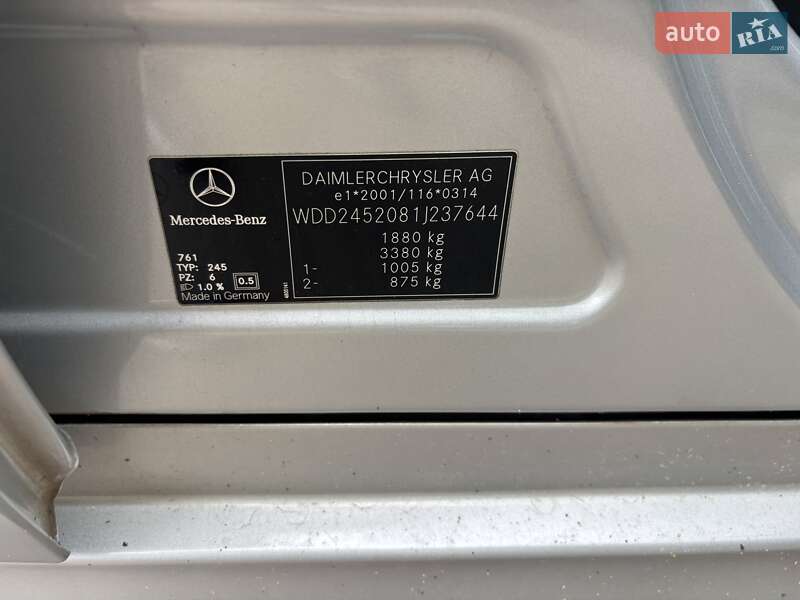 auto RIA .com
DAIMLERCHRYSLER AG
e1*2001/116*0314
WDD2452081J237644
1880 kg
3380 kg
1- 1005 kg
2- 875 kg
Mercedes-Benz
761
TYP: 245
PZ: 6
1.0 % 0.5
Made in Germany